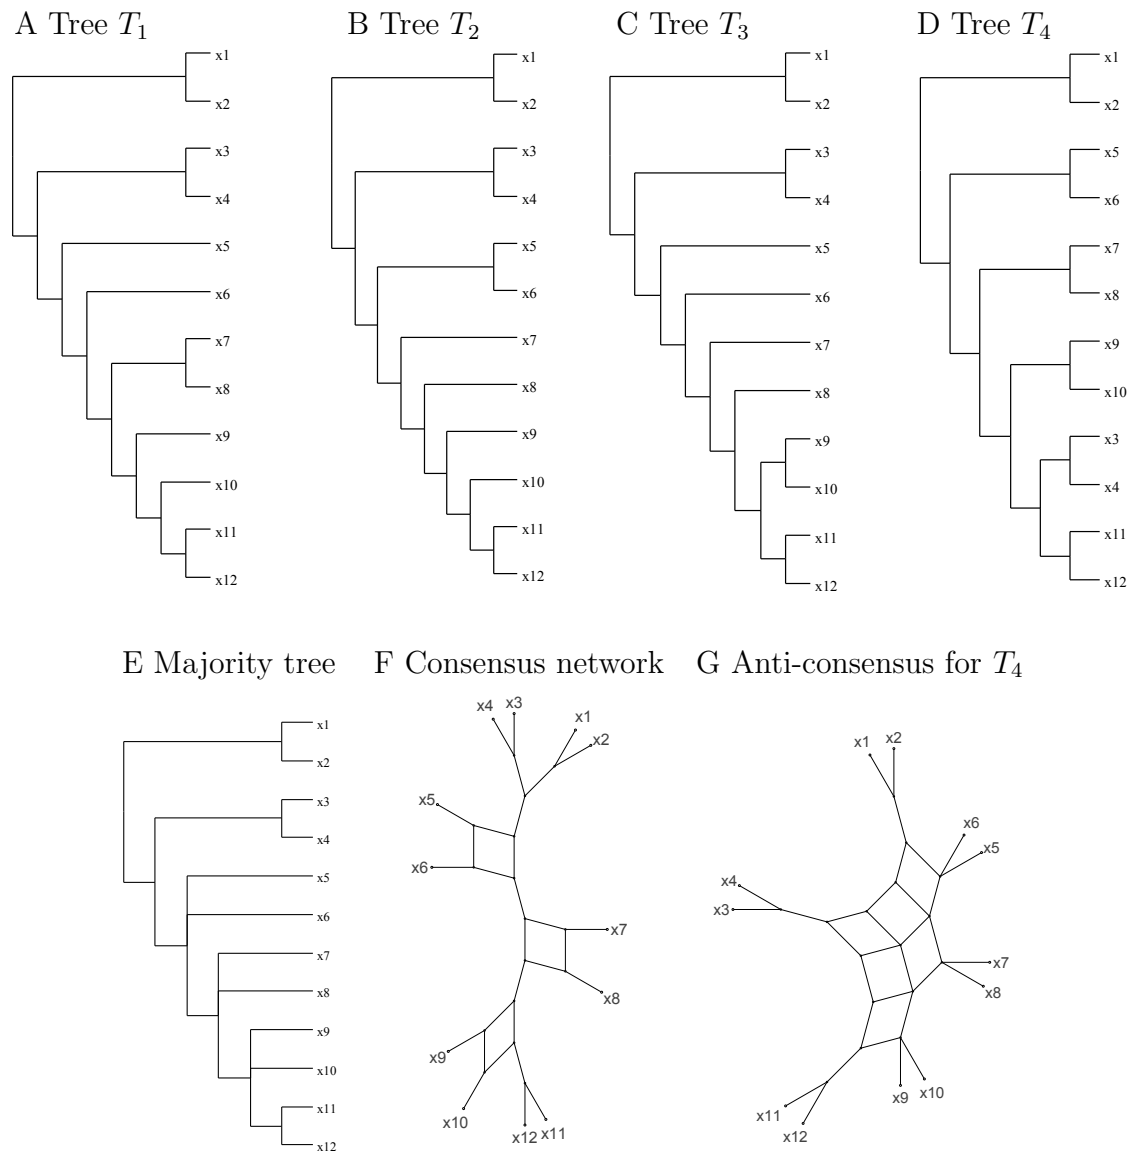 A Tree T1
B Tree T2
C Tree T3
D Tree T4
x1
x2
x3
x4
x5
x6
x7
x8
x9
x10
x11
x12
x1
x2
x3
x4
x5
x6
x7
x8
x9
x10
x11
x12
x1
x2
x3
x4
x5
x6
x7
x8
x9
x10
x11
x12
x1
x2
x5
x6
x7
x8
x9
x10
x3
x4
x11
x12
E Majority tree
F Consensus network
G Anti-consensus for T4
x1
x2
x3
x4
x5
x6
x7
x8
x9
x10
x11
x12
x4
x3
x1
x2
x5
x6
x7
x8
x9
x10
x12
x11
x1
x2
x6
x5
x4
x3
x7
x8
x9
x10
x11
x12